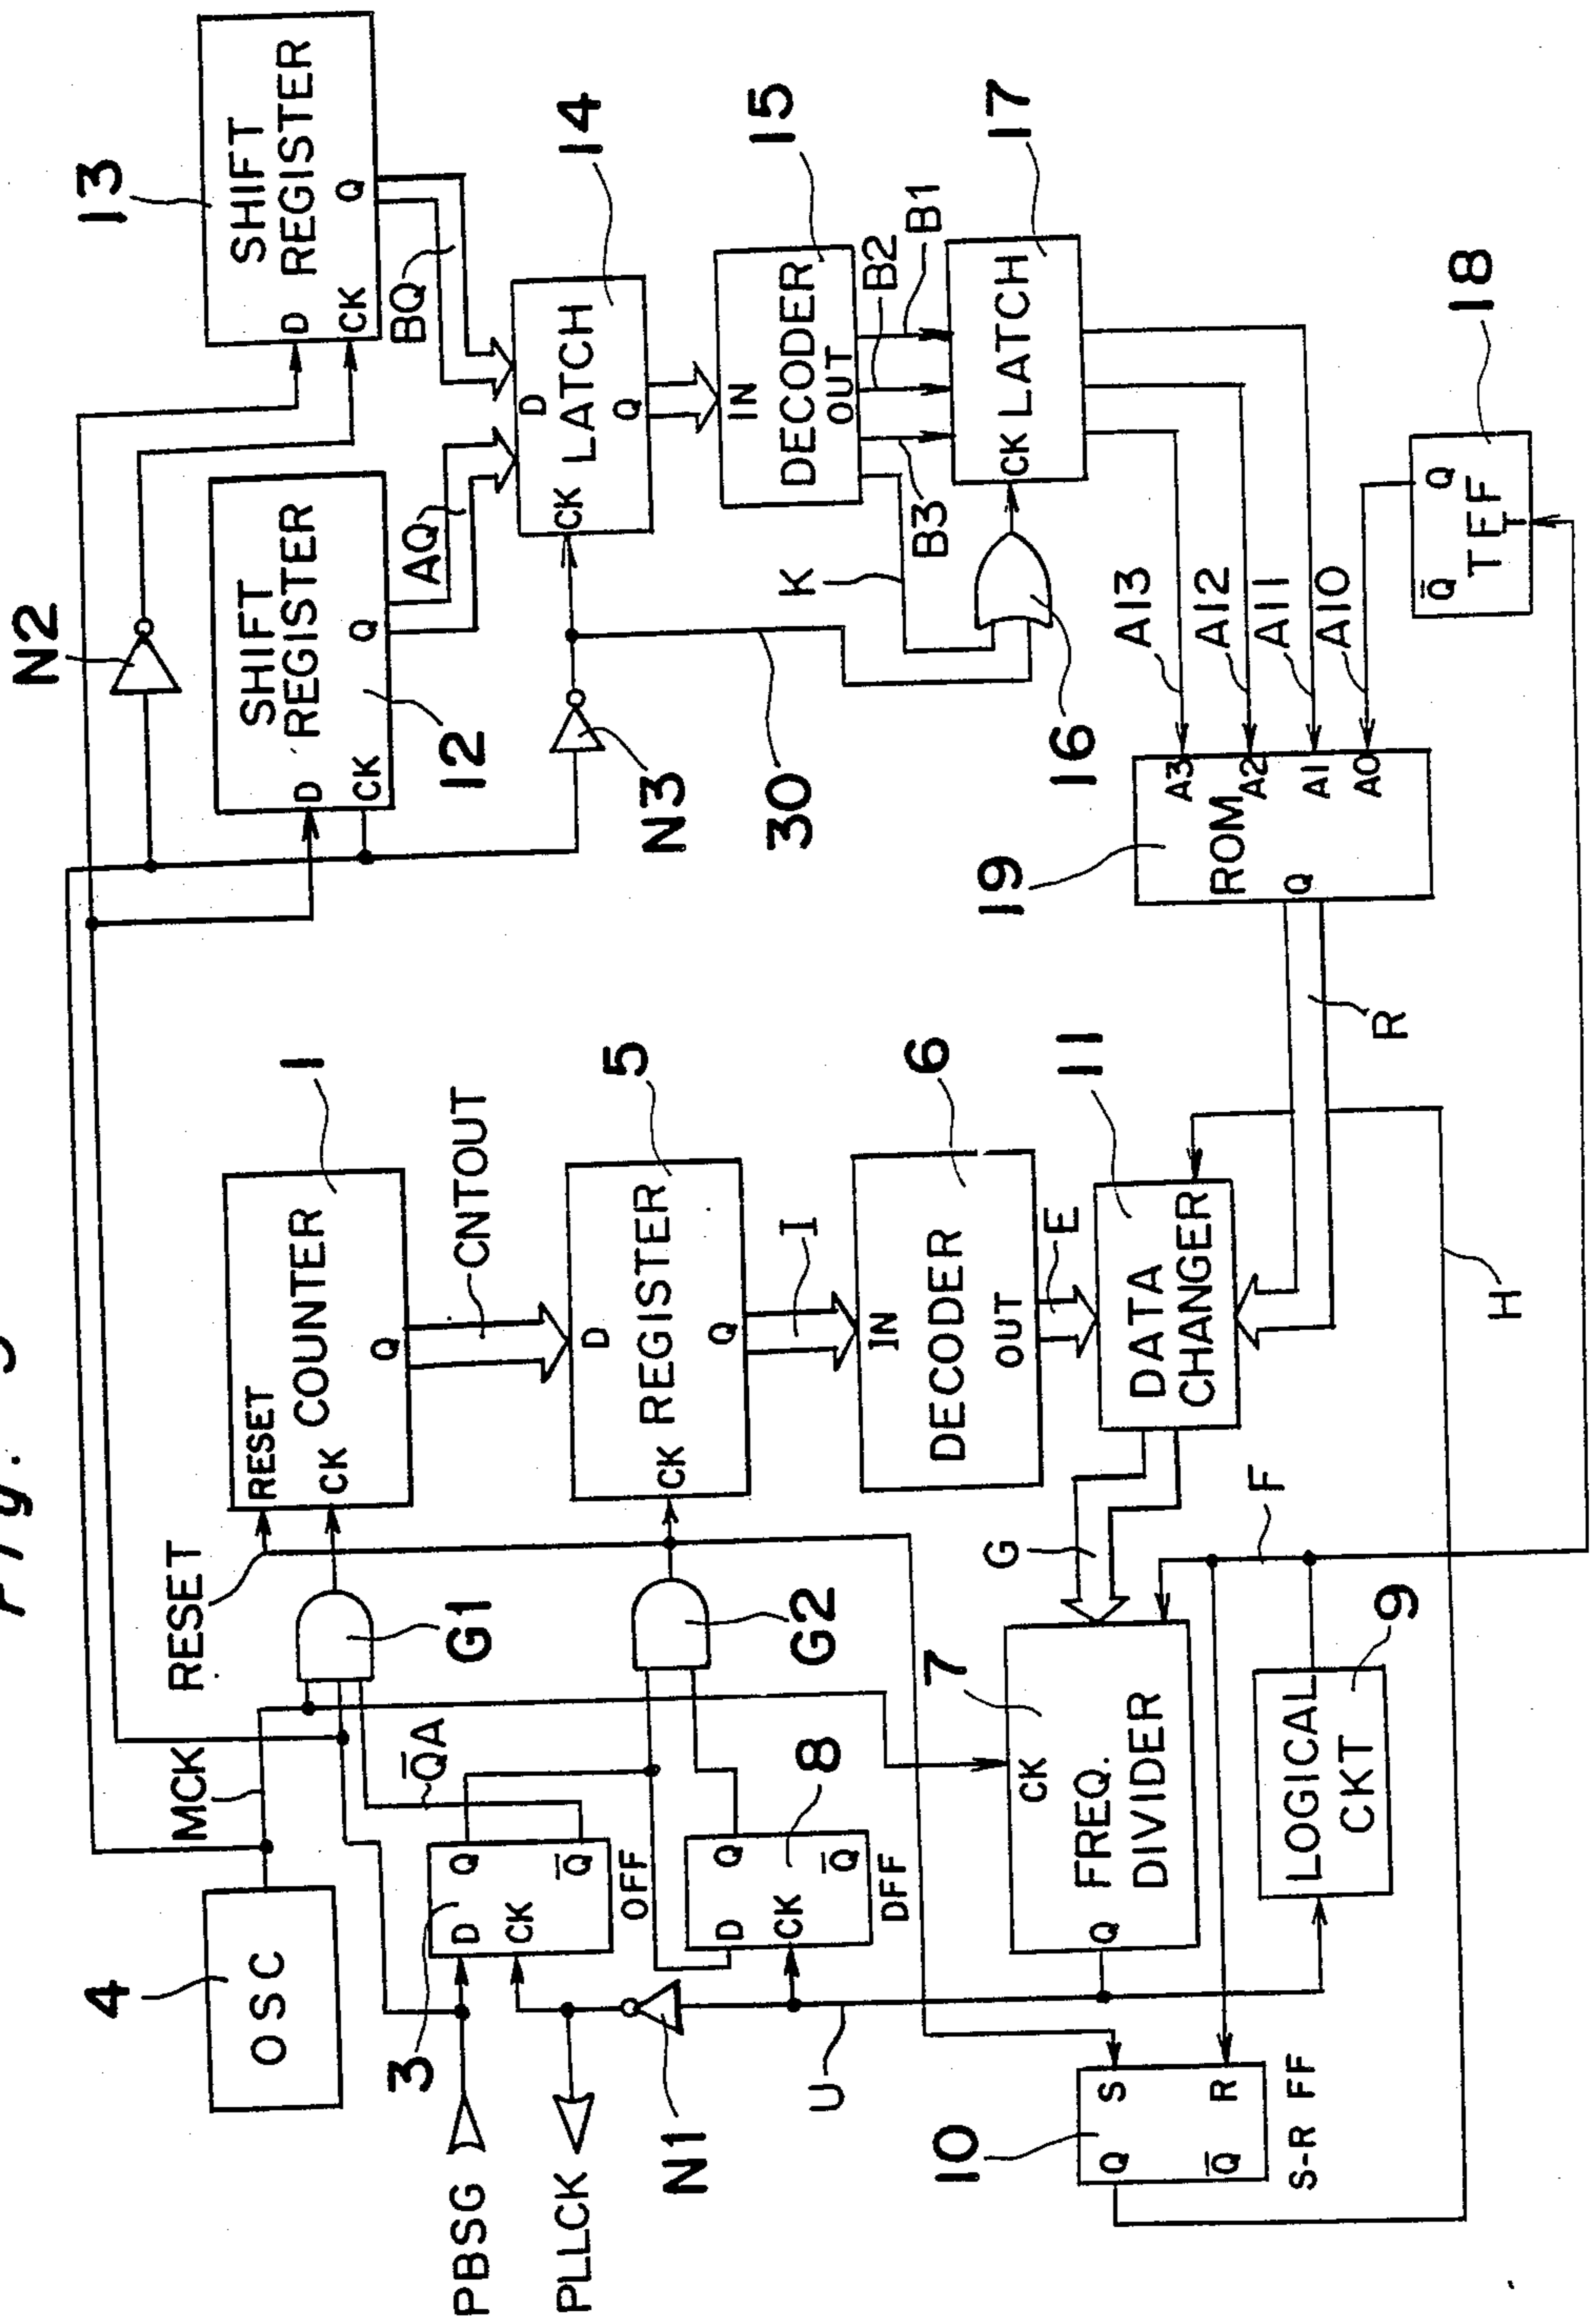 Fig.
4
OSC
MCK
RESET
G1
RESET
CK
COUNTER
Q
1
CNTOUT
N2
D
CK
SHIFT
REGISTER
Q
12
AQ
13
D
CK
SHIFT
REGISTER
Q
BQ
PBSG
PLLCK
3
D
CK
Q
Q̅
OFF
Q̅A
N1
D
CK
Q
Q̅
DFF
8
G2
CK
D
REGISTER
Q
5
I
N3
30
CK
D
LATCH
Q
14
IN
DECODER
OUT
6
E
IN
DECODER
OUT
15
K
B3
B2
B1
16
CK
LATCH
17
U
7
CK
FREQ.
DIVIDER
Q
G
DATA
CHANGER
11
19
ROM
Q
A3
A2
A1
A0
A13
A12
A11
A10
R
10
S
R
Q
Q̅
S-R FF
LOGICAL
CKT
9
F
H
Q̅
Q
TFF
T
18